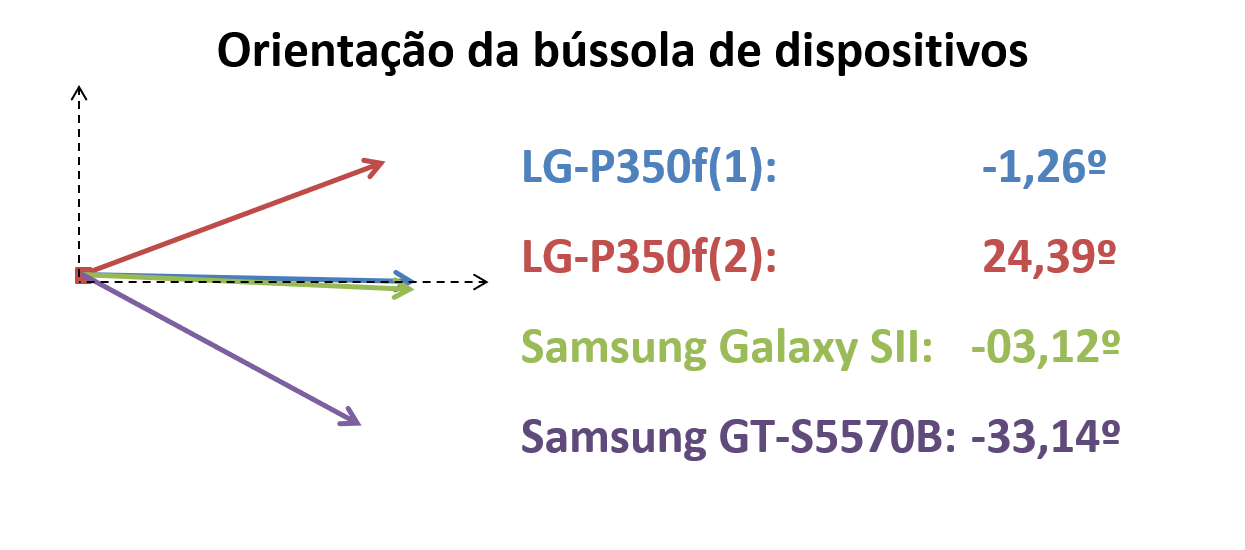 Orientação da bússola de dispositivos
LG-P350f(1): -1,26º
LG-P350f(2): 24,39º
Samsung Galaxy SII: -03,12º
Samsung GT-S5570B: -33,14º